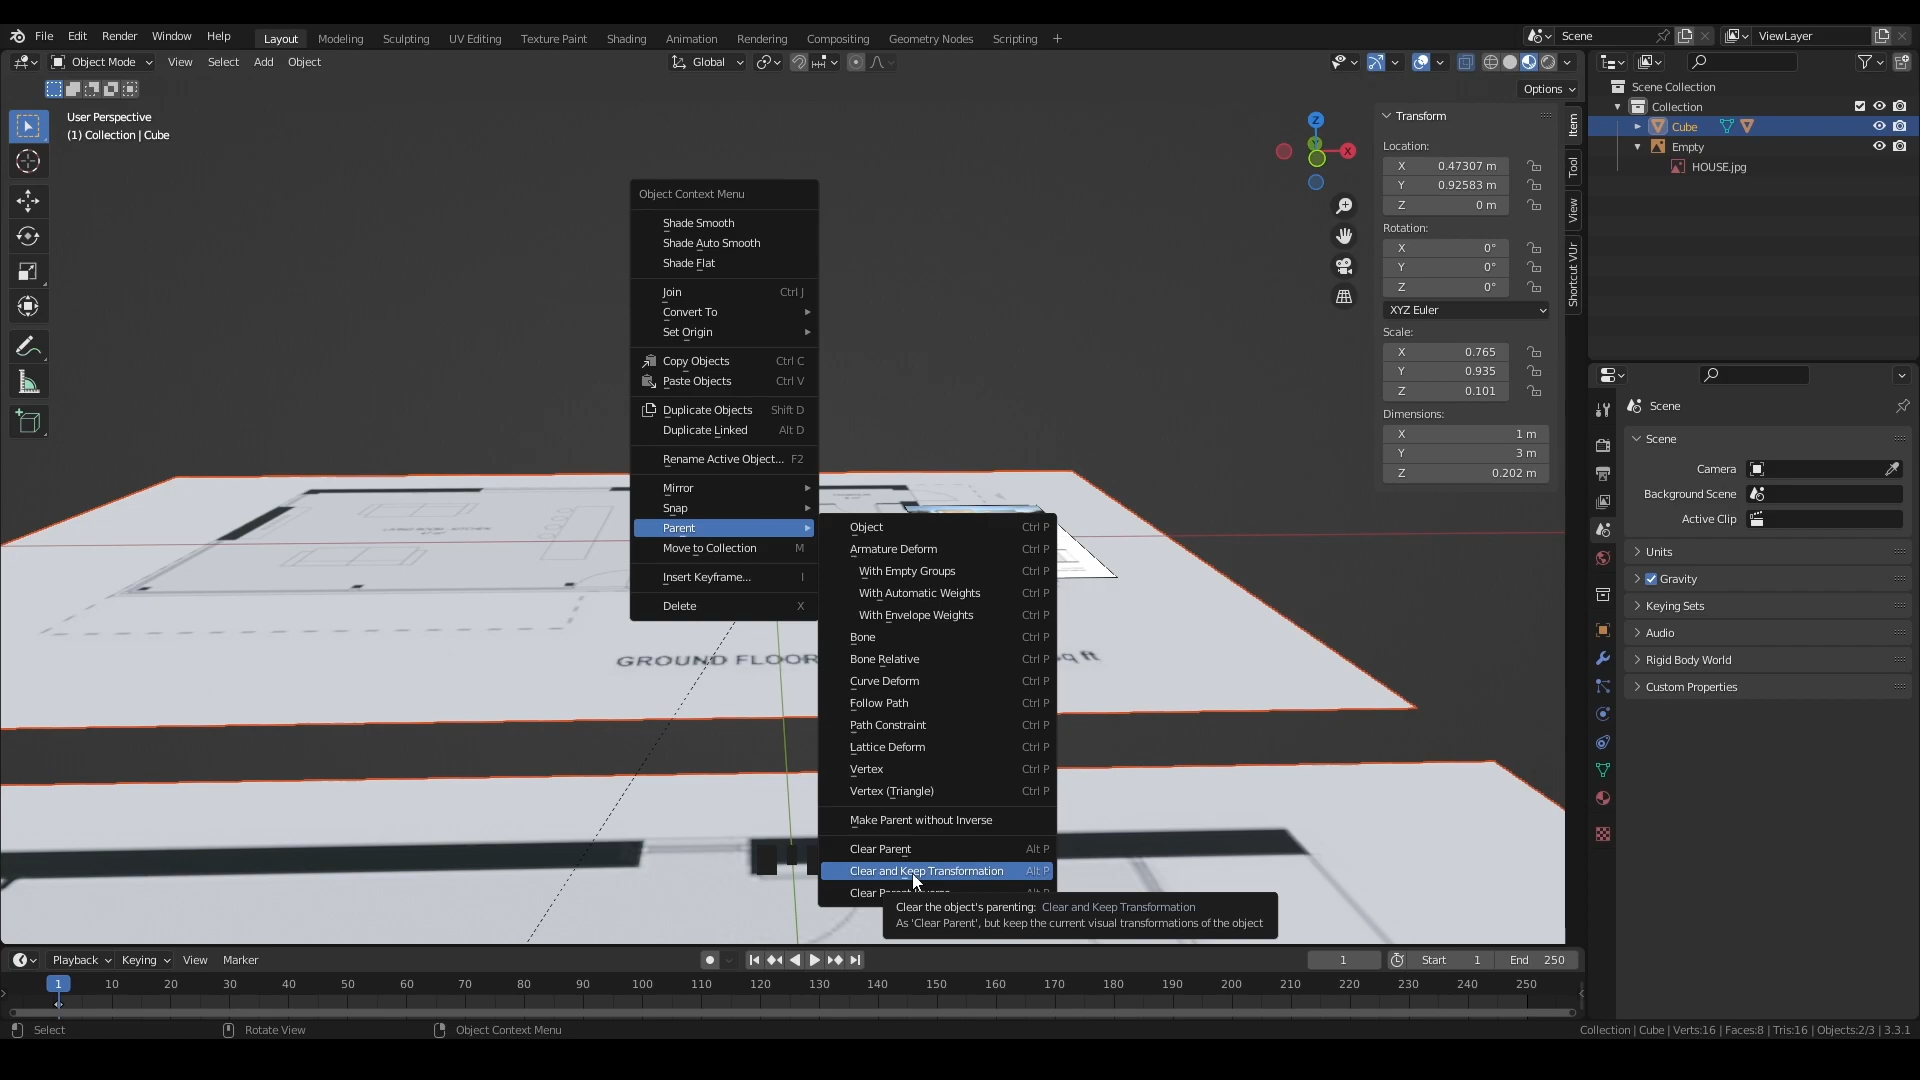 File Edit Render Window Help
Layout Modeling Sculpting UV Editing Texture Paint Shading Animation Rendering Compositing Geometry Nodes Scripting +
Scene
ViewLayer
Object Mode View Select Add Object
Global
Options
User Perspective
(1) Collection | Cube
Z
Y
X
Item
Tool
View
Shortcut VUr
Transform
Location:
X 0.47307 m
Y 0.92583 m
Z 0 m
Rotation:
X 0°
Y 0°
Z 0°
XYZ Euler
Scale:
X 0.765
Y 0.935
Z 0.101
Dimensions:
X 1 m
Y 3 m
Z 0.202 m
Scene Collection
Collection
Cube
Empty
HOUSE.jpg
Scene
Scene
Camera
Background Scene
Active Clip
Units
Gravity
Keying Sets
Audio
Rigid Body World
Custom Properties
Object Context Menu
Shade Smooth
Shade Auto Smooth
Shade Flat
Join Ctrl J
Convert To
Set Origin
Copy Objects Ctrl C
Paste Objects Ctrl V
Duplicate Objects Shift D
Duplicate Linked Alt D
Rename Active Object... F2
Mirror
Snap
Parent
Move to Collection M
Insert Keyframe... I
Delete X
Object Ctrl P
Armature Deform Ctrl P
With Empty Groups Ctrl P
With Automatic Weights Ctrl P
With Envelope Weights Ctrl P
Bone Ctrl P
Bone Relative Ctrl P
Curve Deform Ctrl P
Follow Path Ctrl P
Path Constraint Ctrl P
Lattice Deform Ctrl P
Vertex Ctrl P
Vertex (Triangle) Ctrl P
Make Parent without Inverse
Clear Parent Alt P
Clear and Keep Transformation Alt P
Clear Parent Inverse Alt P
Clear the object's parenting: Clear and Keep Transformation
As 'Clear Parent', but keep the current visual transformations of the object
GROUND FLOOR
sq ft
Playback Keying View Marker
1 Start 1 End 250
1 10 20 30 40 50 60 70 80 90 100 110 120 130 140 150 160 170 180 190 200 210 220 230 240 250
Select Rotate View Object Context Menu
Collection | Cube | Verts:16 | Faces:8 | Tris:16 | Objects:2/3 | 3.3.1